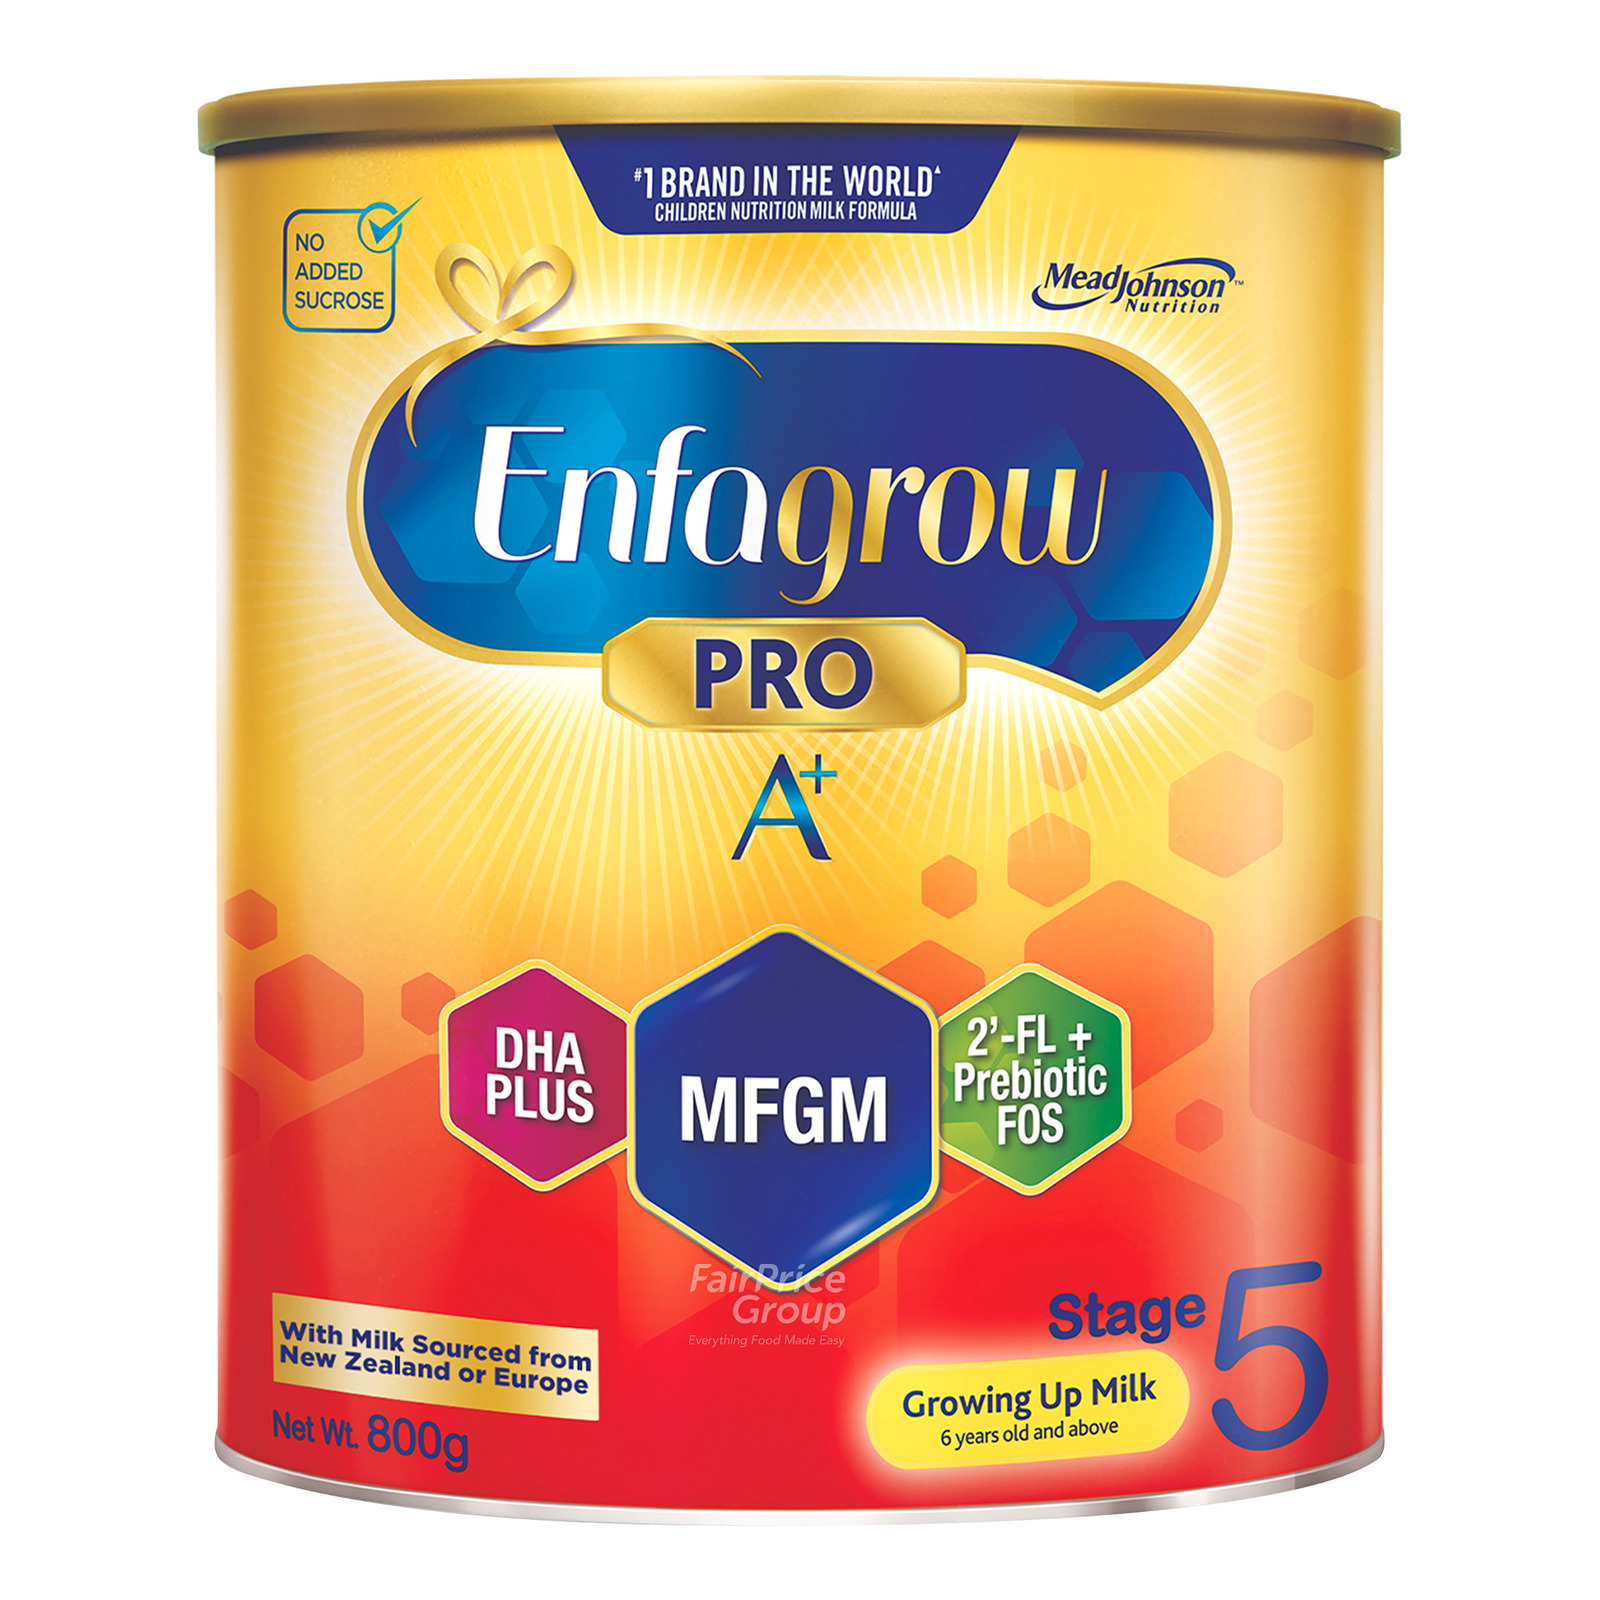 #1 BRAND IN THE WORLD▲
CHILDREN NUTRITION MILK FORMULA
NO
ADDED
SUCROSE
MeadJohnson™
Nutrition
Enfagrow
PRO
A+
DHA
PLUS
MFGM
2'-FL +
Prebiotic
FOS
FairPrice
Group
Everything Food Made Easy
With Milk Sourced from
New Zealand or Europe
Net Wt. 800g
Stage 5
Growing Up Milk
6 years old and above